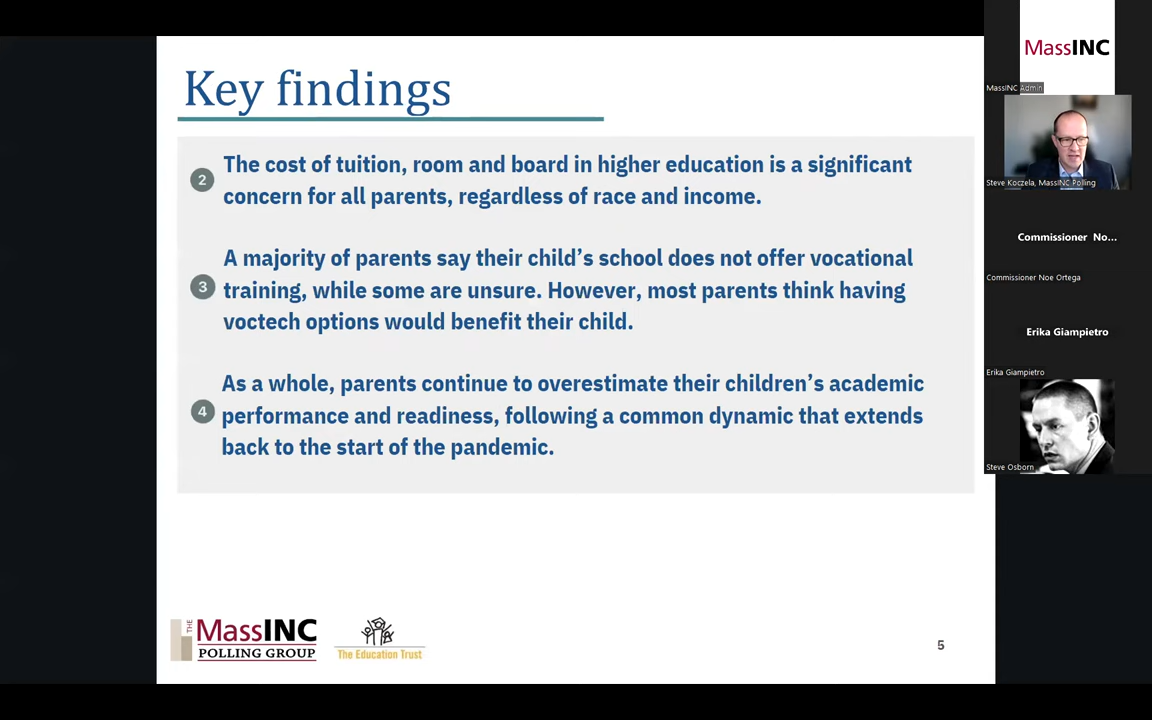 Key findings
2
The cost of tuition, room and board in higher education is a significant
concern for all parents, regardless of race and income.
3
A majority of parents say their child’s school does not offer vocational
training, while some are unsure. However, most parents think having
voctech options would benefit their child.
4
As a whole, parents continue to overestimate their children’s academic
performance and readiness, following a common dynamic that extends
back to the start of the pandemic.
THE
MassINC
POLLING GROUP
The Education Trust
5
MassINC
MassINC Admin
Steve Koczela, MassINC Polling
Commissioner No...
Commissioner Noe Ortega
Erika Giampietro
Erika Giampietro
Steve Osborn